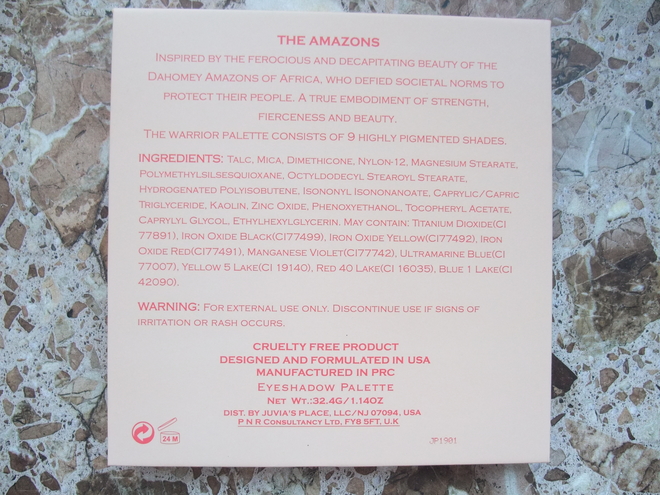 THE AMAZONS
INSPIRED BY THE FEROCIOUS AND DECAPITATING BEAUTY OF THE
DAHOMEY AMAZONS OF AFRICA, WHO DEFIED SOCIETAL NORMS TO
PROTECT THEIR PEOPLE. A TRUE EMBODIMENT OF STRENGTH,
FIERCENESS AND BEAUTY.
THE WARRIOR PALETTE CONSISTS OF 9 HIGHLY PIGMENTED SHADES.
INGREDIENTS: TALC, MICA, DIMETHICONE, NYLON-12, MAGNESIUM STEARATE,
POLYMETHYLSILSESQUIOXANE, OCTYLDODECYL STEAROYL STEARATE,
HYDROGENATED POLYISOBUTENE, ISONONYL ISONONANOATE, CAPRYLIC/CAPRIC
TRIGLYCERIDE, KAOLIN, ZINC OXIDE, PHENOXYETHANOL, TOCOPHERYL ACETATE,
CAPRYLYL GLYCOL, ETHYLHEXYLGLYCERIN. MAY CONTAIN: TITANIUM DIOXIDE(CI
77891), IRON OXIDE BLACK(CI77499), IRON OXIDE YELLOW(CI77492), IRON
OXIDE RED(CI77491), MANGANESE VIOLET(CI77742), ULTRAMARINE BLUE(CI
77007), YELLOW 5 LAKE(CI 19140), RED 40 LAKE(CI 16035), BLUE 1 LAKE(CI
42090).
WARNING: FOR EXTERNAL USE ONLY. DISCONTINUE USE IF SIGNS OF
IRRITATION OR RASH OCCURS.
CRUELTY FREE PRODUCT
DESIGNED AND FORMULATED IN USA
MANUFACTURED IN PRC
EYESHADOW PALETTE
NET WT.:32.4G/1.14OZ
DIST. BY JUVIA'S PLACE, LLC/NJ 07094, USA
P N R CONSULTANCY LTD, FY8 5FT, U.K
24 M
JP1901